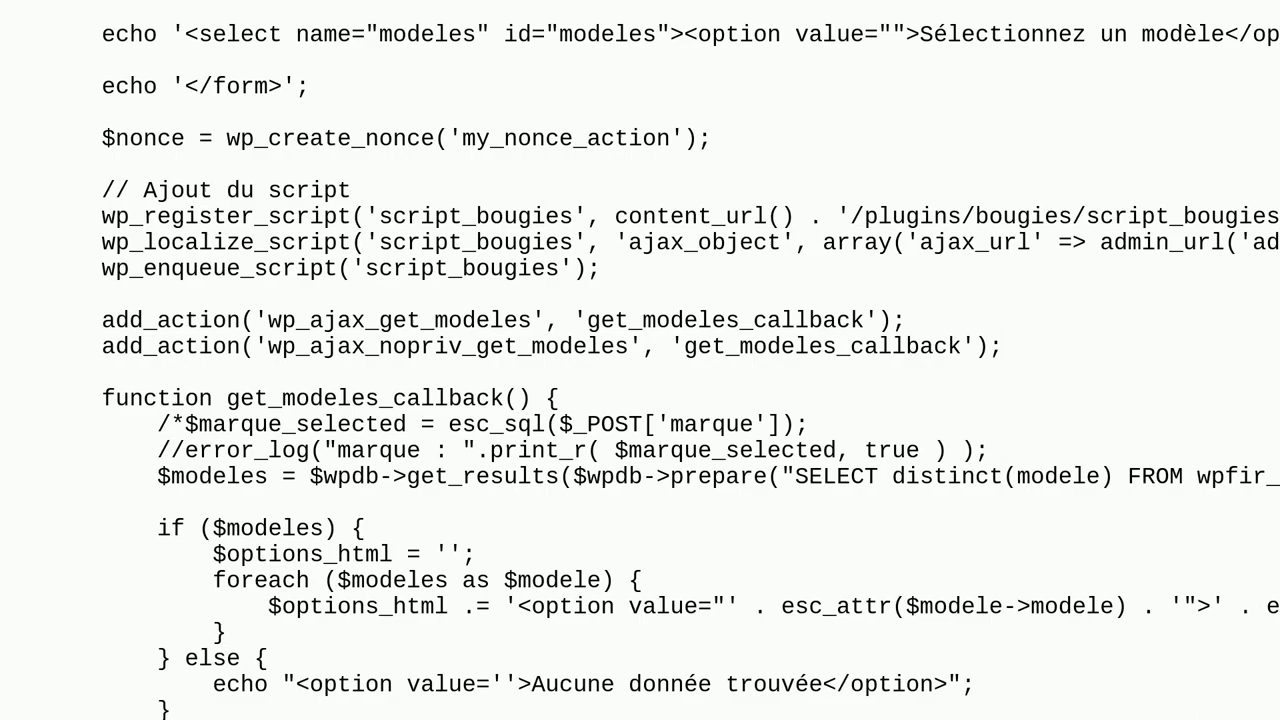 echo '<select name="modeles" id="modeles"><option value="">Sélectionnez un modèle</op
echo '</form>';
$nonce = wp_create_nonce('my_nonce_action');
// Ajout du script
wp_register_script('script_bougies', content_url() . '/plugins/bougies/script_bougies
wp_localize_script('script_bougies', 'ajax_object', array('ajax_url' => admin_url('ad
wp_enqueue_script('script_bougies');
add_action('wp_ajax_get_modeles', 'get_modeles_callback');
add_action('wp_ajax_nopriv_get_modeles', 'get_modeles_callback');
function get_modeles_callback() {
/*$marque_selected = esc_sql($_POST['marque']);
//error_log("marque : ".print_r( $marque_selected, true ) );
$modeles = $wpdb->get_results($wpdb->prepare("SELECT distinct(modele) FROM wpfir_
if ($modeles) {
$options_html = '';
foreach ($modeles as $modele) {
$options_html .= '<option value="' . esc_attr($modele->modele) . '">' . e
}
} else {
echo "<option value=''>Aucune donnée trouvée</option>";
}